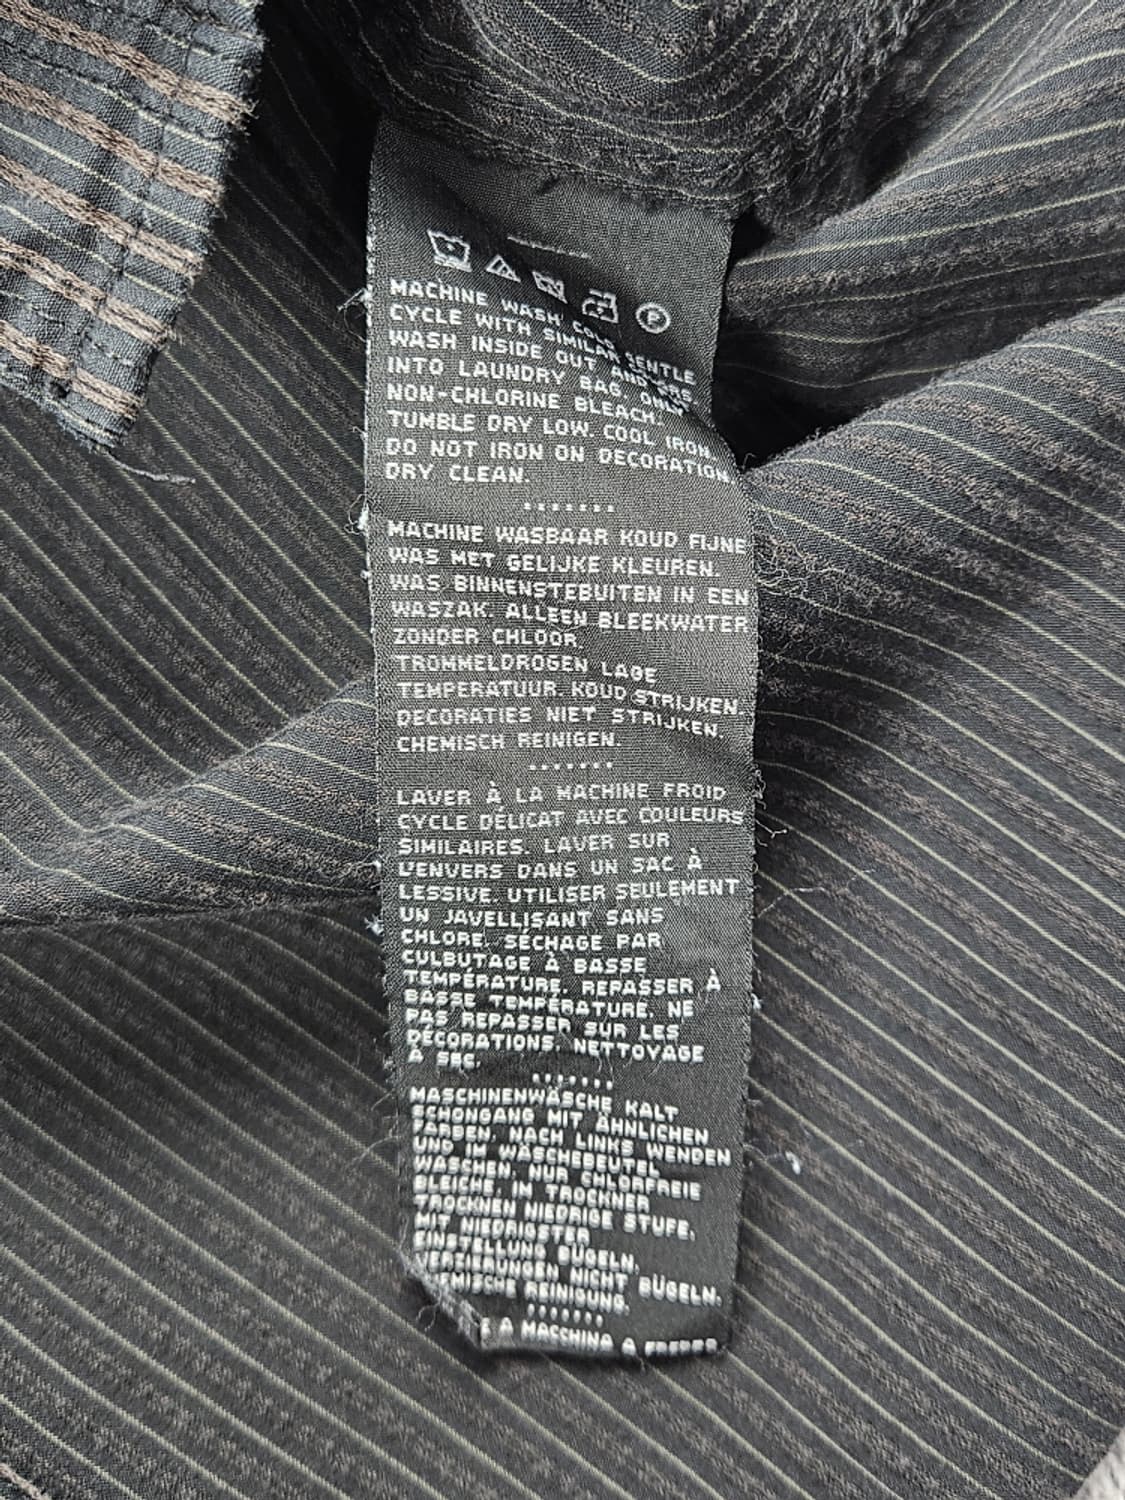 P
MACHINE WASH COLD GENTLE
CYCLE WITH SIMILAR
WASH INSIDE OUT AND
INTO LAUNDRY BAG. ONLY
NON-CHLORINE BLEACH.
TUMBLE DRY LOW. COOL IRON.
DO NOT IRON ON DECORATION.
DRY CLEAN.
MACHINE WASBAAR KOUD FIJNE
WAS MET GELIJKE KLEUREN.
WAS BINNENSTEBUITEN IN EEN
WASZAK. ALLEEN BLEEKWATER
ZONDER CHLOOR.
TROMMELDROGEN LAGE
TEMPERATUUR. KOUD STRIJKEN.
DECORATIES NIET STRIJKEN.
CHEMISCH REINIGEN.
LAVER À LA MACHINE FROID
CYCLE DÉLICAT AVEC COULEURS
SIMILAIRES. LAVER SUR
L'ENVERS DANS UN SAC À
LESSIVE. UTILISER SEULEMENT
UN JAVELLISANT SANS
CHLORE. SÉCHAGE PAR
CULBUTAGE À BASSE
TEMPÉRATURE. REPASSER À
BASSE TEMPÉRATURE. NE
PAS REPASSER SUR LES
DÉCORATIONS. NETTOYAGE
À SEC.
MASCHINENWÄSCHE KALT
SCHONGANG MIT ÄHNLICHEN
FARBEN. NACH LINKS WENDEN
UND IM WÄSCHEBEUTEL
WASCHEN. NUR CHLORFREIE
BLEICHE. IM TROCKNER
TROCKNEN NIEDRIGE STUFE.
MIT NIEDRIGSTER
EINSTELLUNG BÜGELN.
VERZIERUNGEN NICHT BÜGELN.
CHEMISCHE REINIGUNG.
A MACCHINA A